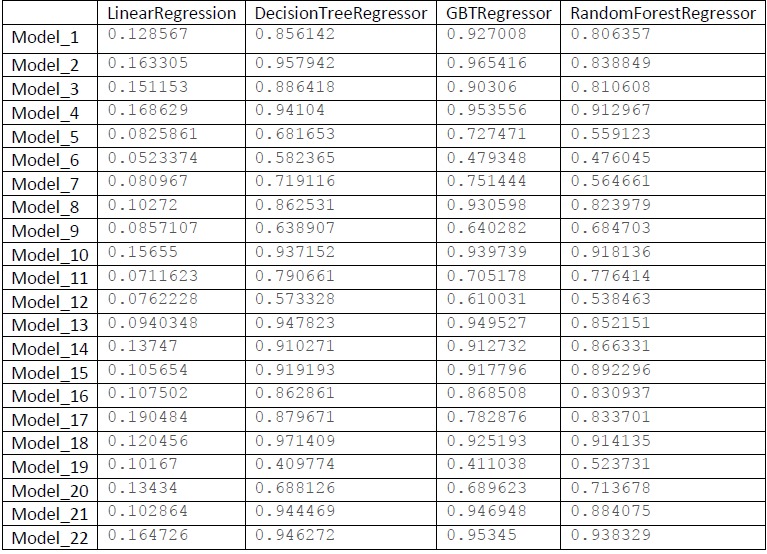 LinearRegression DecisionTreeRegressor GBTRegressor RandomForestRegressor
Model_1 0.128567 0.856142 0.927008 0.806357
Model_2 0.163305 0.957942 0.965416 0.838849
Model_3 0.151153 0.886418 0.90306 0.810608
Model_4 0.168629 0.94104 0.953556 0.912967
Model_5 0.0825861 0.681653 0.727471 0.559123
Model_6 0.0523374 0.582365 0.479348 0.476045
Model_7 0.080967 0.719116 0.751444 0.564661
Model_8 0.10272 0.862531 0.930598 0.823979
Model_9 0.0857107 0.638907 0.640282 0.684703
Model_10 0.15655 0.937152 0.939739 0.918136
Model_11 0.0711623 0.790661 0.705178 0.776414
Model_12 0.0762228 0.573328 0.610031 0.538463
Model_13 0.0940348 0.947823 0.949527 0.852151
Model_14 0.13747 0.910271 0.912732 0.866331
Model_15 0.105654 0.919193 0.917796 0.892296
Model_16 0.107502 0.862861 0.868508 0.830937
Model_17 0.190484 0.879671 0.782876 0.833701
Model_18 0.120456 0.971409 0.925193 0.914135
Model_19 0.10167 0.409774 0.411038 0.523731
Model_20 0.13434 0.688126 0.689623 0.713678
Model_21 0.102864 0.944469 0.946948 0.884075
Model_22 0.164726 0.946272 0.95345 0.938329